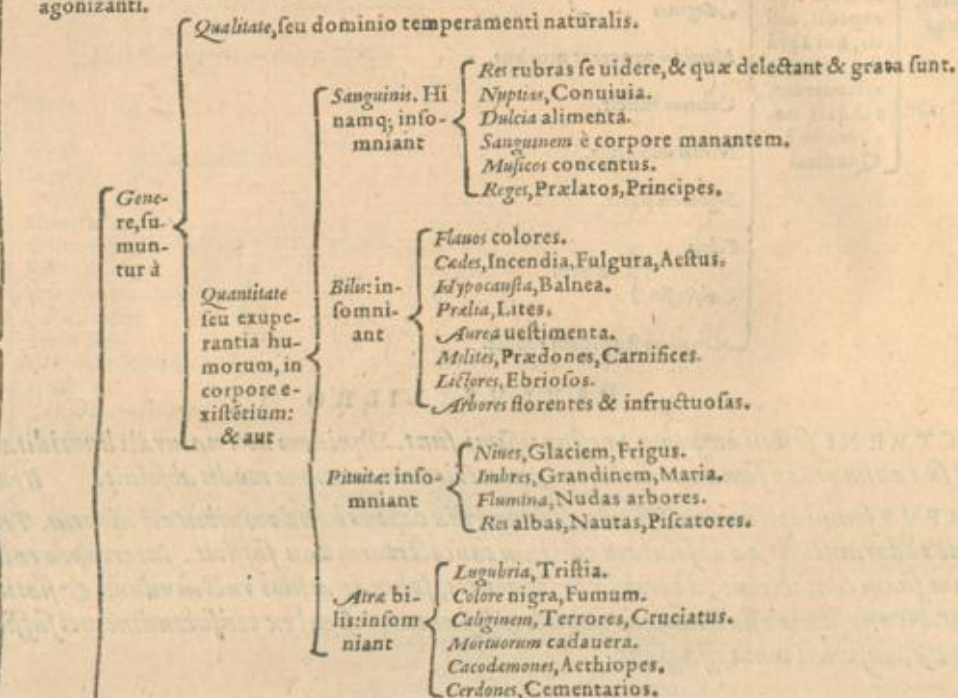 agonizanti.
Qualitate, ſeu dominio temperamenti naturalis.
Gene-
re, ſu-
mun-
tur à
Quantitate
ſeu exupe-
rantia hu-
morum, in
corpore e-
xiſtētium:
& aut
Sanguinis. Hi
namq; inſo-
mniant
Res rubras ſe uidere, & quæ delectant & grata ſunt.
Nuptias, Conuiuia.
Dulcia alimenta.
Sanguinem è corpore manantem.
Muſicos concentus.
Reges, Prælatos, Principes.
Bilis: in-
ſomni-
ant
Flauos colores.
Cædes, Incendia, Fulgura, Aeſtus.
Hypocauſta, Balnea.
Prælia, Lites.
Aurea ueſtimenta.
Milites, Prædones, Carnifices.
Lictores, Ebrioſos.
Arbores florentes & infructuoſas.
Pituitæ: inſo-
mniant
Niues, Glaciem, Frigus.
Imbres, Grandinem, Maria.
Flumina, Nudas arbores.
Res albas, Nautas, Piſcatores.
Atræ bi-
lis: inſom
niant
Lugubria, Triſtia.
Colore nigra, Fumum.
Caliginem, Terrores, Cruciatus.
Mortuorum cadauera.
Cacodæmones, Aethiopes.
Cerdones, Cementarios.